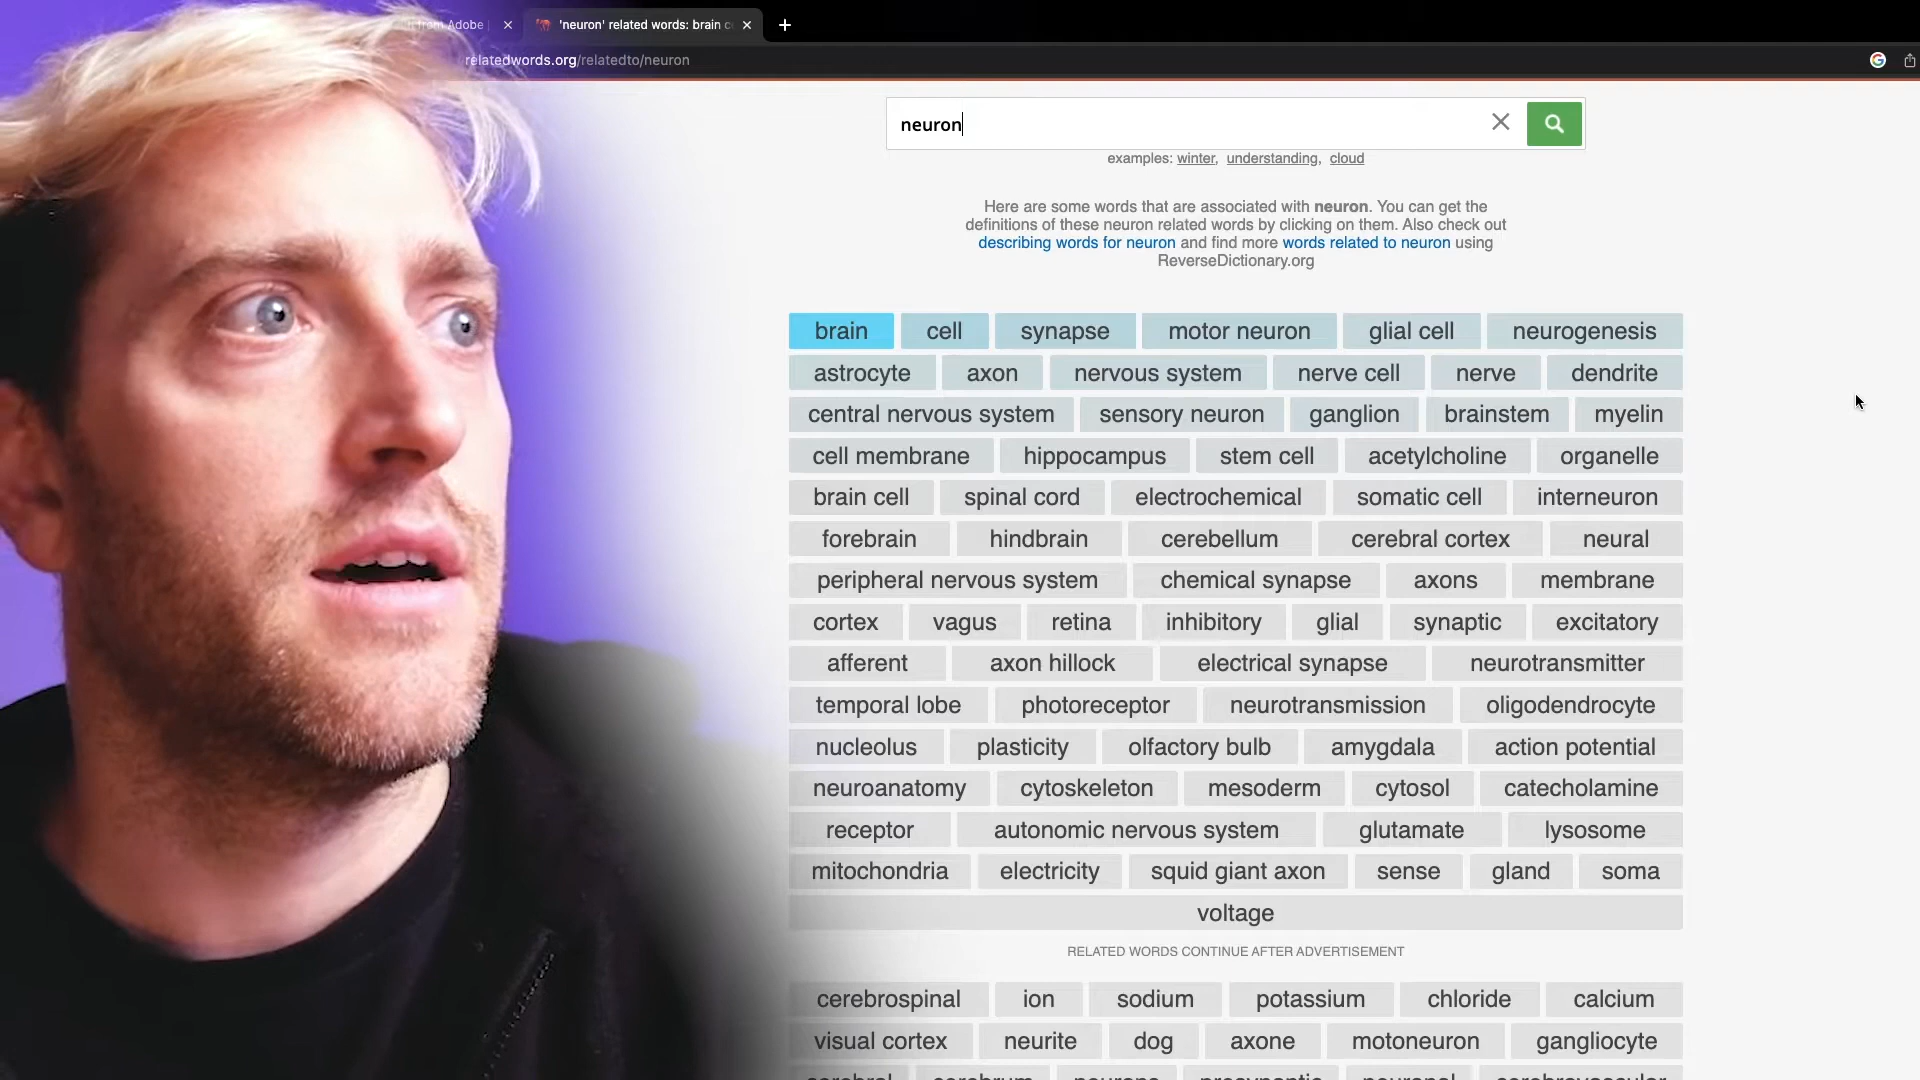 from Adobe
'neuron' related words: brain c
relatedwords.org/relatedto/neuron
neuron
examples: winter, understanding, cloud
Here are some words that are associated with neuron. You can get the
definitions of these neuron related words by clicking on them. Also check out
describing words for neuron and find more words related to neuron using
ReverseDictionary.org
brain cell synapse motor neuron glial cell neurogenesis
astrocyte axon nervous system nerve cell nerve dendrite
central nervous system sensory neuron ganglion brainstem myelin
cell membrane hippocampus stem cell acetylcholine organelle
brain cell spinal cord electrochemical somatic cell interneuron
forebrain hindbrain cerebellum cerebral cortex neural
peripheral nervous system chemical synapse axons membrane
cortex vagus retina inhibitory glial synaptic excitatory
afferent axon hillock electrical synapse neurotransmitter
temporal lobe photoreceptor neurotransmission oligodendrocyte
nucleolus plasticity olfactory bulb amygdala action potential
neuroanatomy cytoskeleton mesoderm cytosol catecholamine
receptor autonomic nervous system glutamate lysosome
mitochondria electricity squid giant axon sense gland soma
voltage
RELATED WORDS CONTINUE AFTER ADVERTISEMENT
cerebrospinal ion sodium potassium chloride calcium
visual cortex neurite dog axone motoneuron gangliocyte